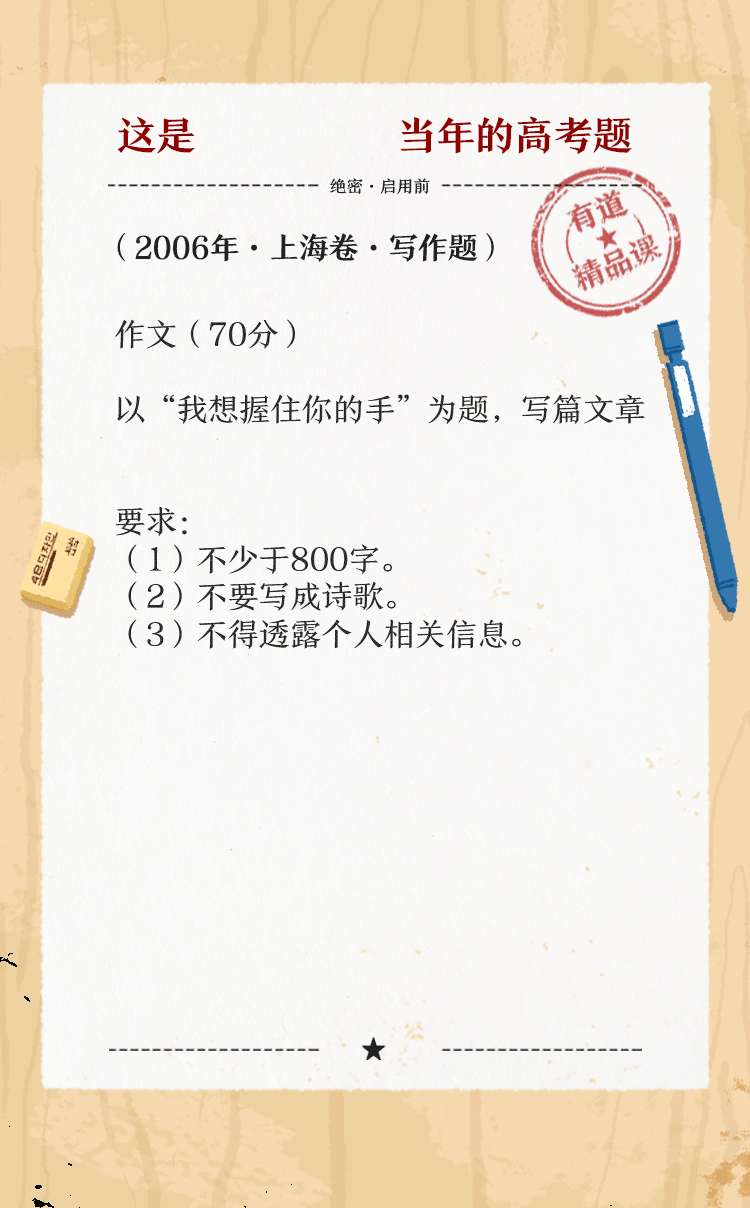 这是 当年的高考题
绝密·启用前
有道
精品课
（2006年·上海卷·写作题）
作文（70分）
以“我想握住你的手”为题，写篇文章
要求：
（1）不少于800字。
（2）不要写成诗歌。
（3）不得透露个人相关信息。